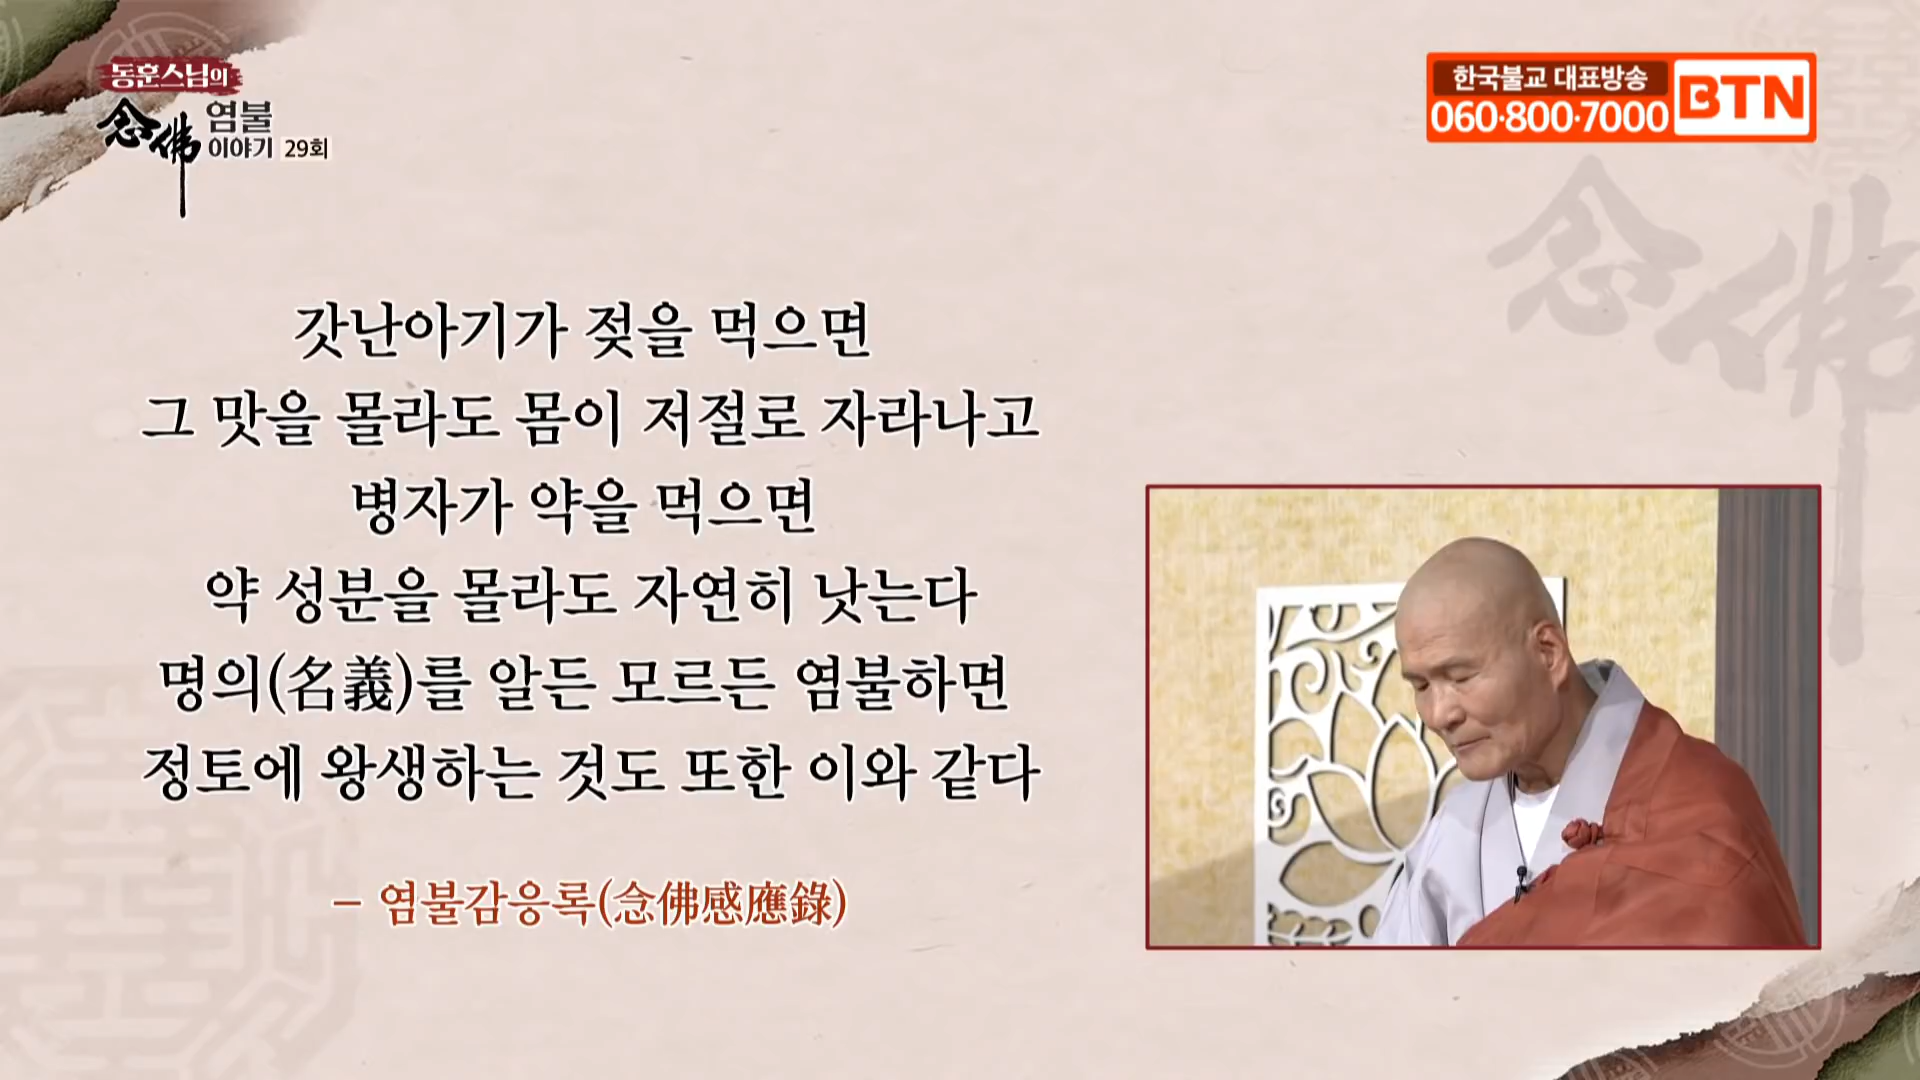 동훈스님의
念佛
염불
이야기 29회
한국불교 대표방송
060·800·7000
BTN
念佛
갓난아기가 젖을 먹으면
그 맛을 몰라도 몸이 저절로 자라나고
병자가 약을 먹으면
약 성분을 몰라도 자연히 낫는다
명의(名義)를 알든 모르든 염불하면
정토에 왕생하는 것도 또한 이와 같다
– 염불감응록(念佛感應錄)